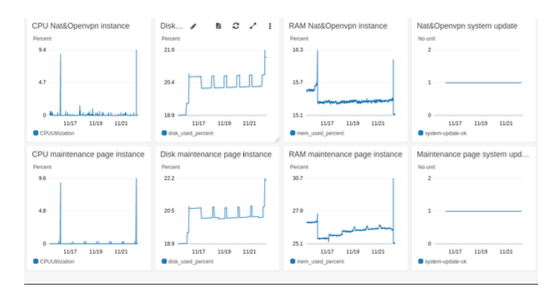 CPU Nat&Openvpn instance
Percent
9.4
4.7
0
11/17 11/19 11/21
CPUUtilization
Disk...
Percent
21.9
20.4
18.9
11/17 11/19 11/21
disk_used_percent
RAM Nat&Openvpn instance
Percent
16.3
15.7
15.1
11/17 11/19 11/21
mem_used_percent
Nat&Openvpn system update
No unit
2
1
0
11/17 11/19 11/21
system-update-ok
CPU maintenance page instance
Percent
9.6
4.8
0
11/17 11/19 11/21
CPUUtilization
Disk maintenance page instance
Percent
22.2
20.5
18.9
11/17 11/19 11/21
disk_used_percent
RAM maintenance page instance
Percent
30.7
27.9
25.1
11/17 11/19 11/21
mem_used_percent
Maintenance page system upd...
No unit
2
1
0
11/17 11/19 11/21
system-update-ok